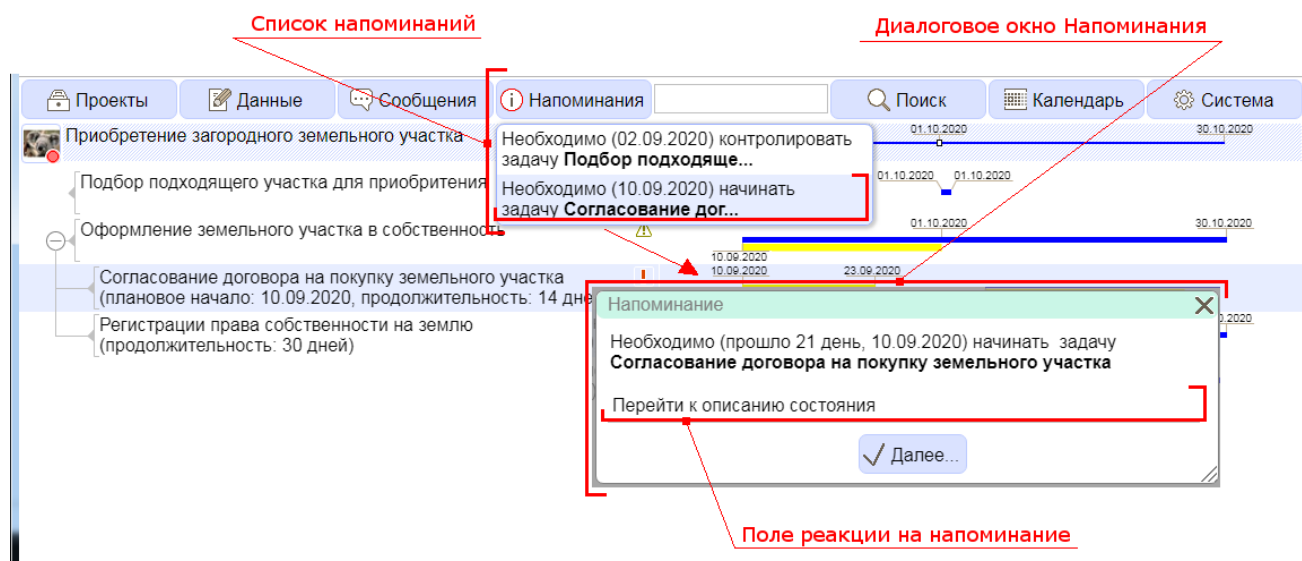 Список напоминаний
Диалоговое окно Напоминания
Проекты
Данные
Сообщения
Напоминания
Поиск
Календарь
Система
Приобретение загородного земельного участка
Необходимо (02.09.2020) контролировать
задачу Подбор подходяще...
Необходимо (10.09.2020) начинать
задачу Согласование дог...
01.10.2020
30.10.2020
Подбор подходящего участка для приобритения
01.10.2020
01.10.2020
Оформление земельного участка в собственность
01.10.2020
30.10.2020
10.09.2020
Согласование договора на покупку земельного участка
(плановое начало: 10.09.2020, продолжительность: 14 дне
10.09.2020
23.09.2020
Регистрации права собственности на землю
(продолжительность: 30 дней)
.2020
Напоминание
Необходимо (прошло 21 день, 10.09.2020) начинать задачу
Согласование договора на покупку земельного участка
Перейти к описанию состояния
Далее...
Поле реакции на напоминание